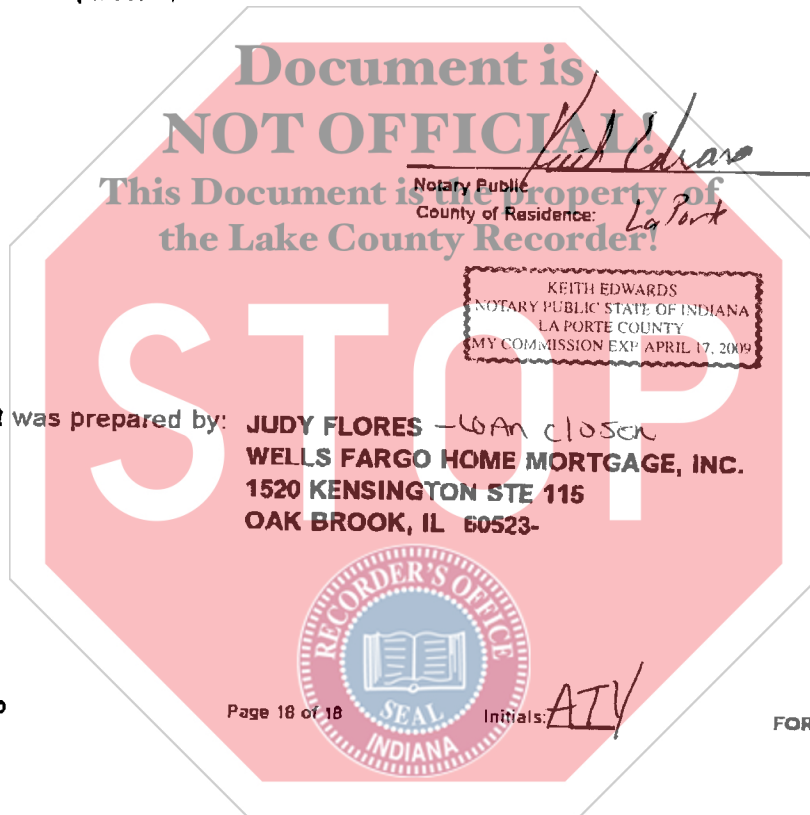 Document is
NOT OFFICIAL!
Keith Edwards
This Document is the property of
Notary Public
County of Residence: La Port
the Lake County Recorder!
KEITH EDWARDS
NOTARY PUBLIC STATE OF INDIANA
LA PORTE COUNTY
MY COMMISSION EXP APRIL 17, 2009
STOP
was prepared by: JUDY FLORES - LOAN closer
WELLS FARGO HOME MORTGAGE, INC.
1520 KENSINGTON STE 115
OAK BROOK, IL 60523-
RECORDER'S OFFICE
SEAL
INDIANA
Page 18 of 18 Initials: ATY FOR